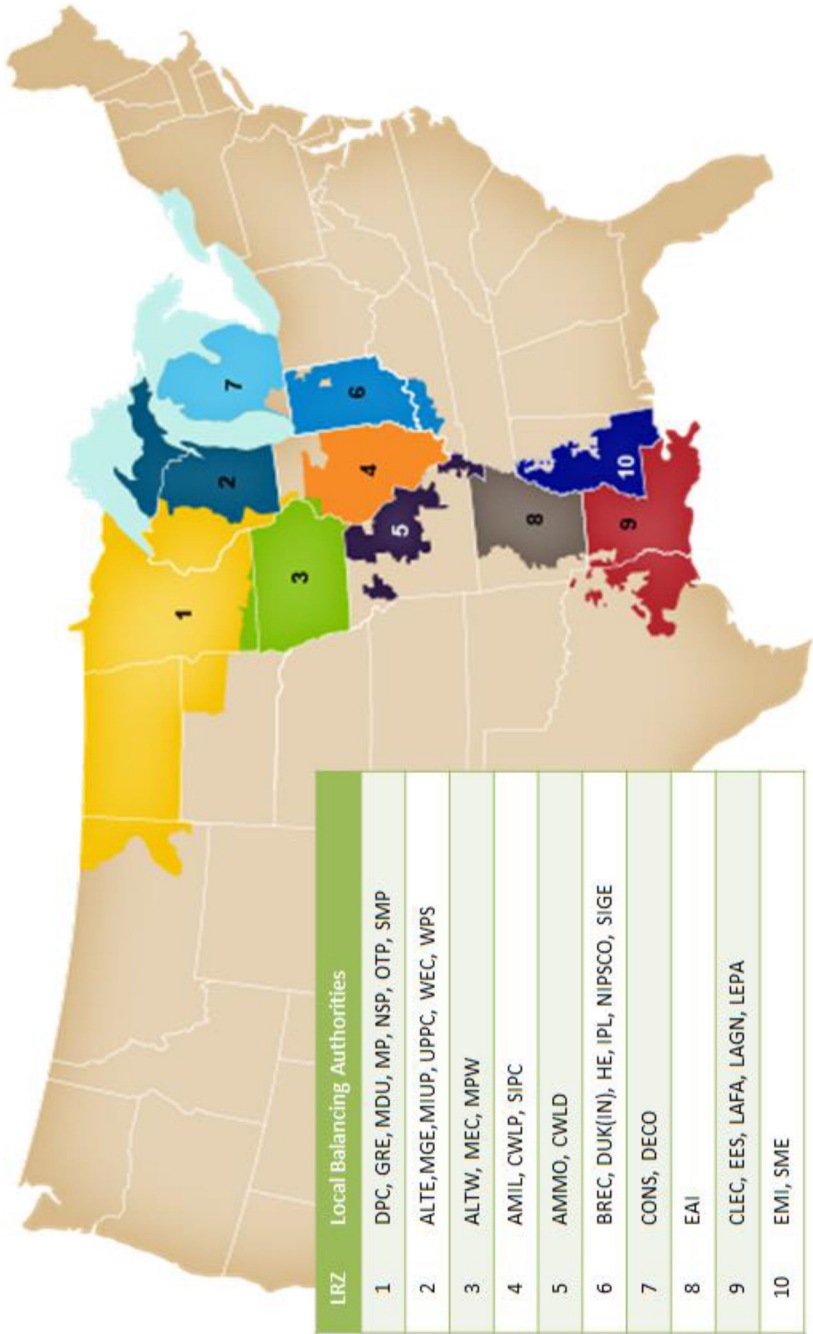 LRZ Local Balancing Authorities
1 DPC, GRE, MDU, MP, NSP, OTP, SMP
2 ALTE,MGE,MIUP, UPPC, WEC, WPS
3 ALTW, MEC, MPW
4 AMIL, CWLP, SIPC
5 AMMO, CWLD
6 BREC, DUK(IN), HE, IPL, NIPSCO, SIGE
7 CONS, DECO
8 EAI
9 CLEC, EES, LAFA, LAGN, LEPA
10 EMI, SME
1
2
3
4
5
6
7
8
9
10